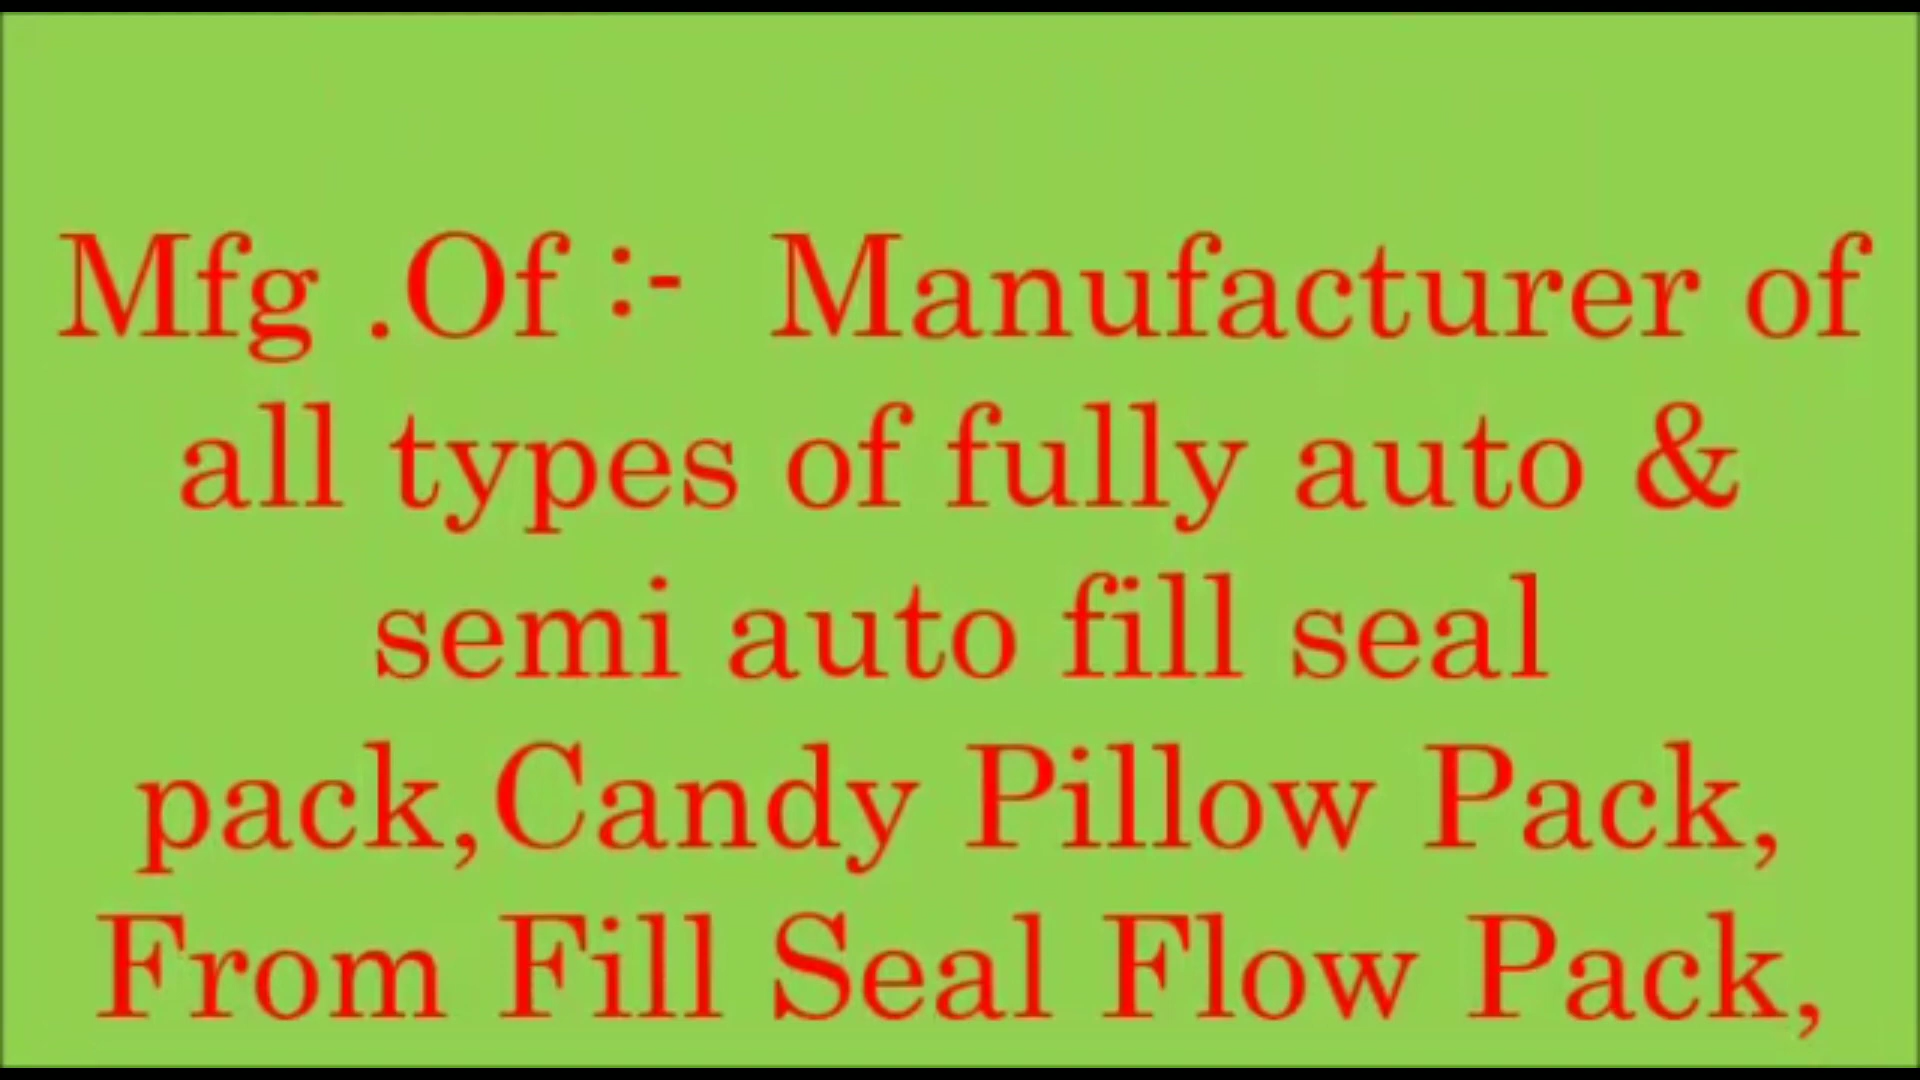 Mfg .Of :- Manufacturer of
all types of fully auto &
semi auto fill seal
pack,Candy Pillow Pack,
From Fill Seal Flow Pack,